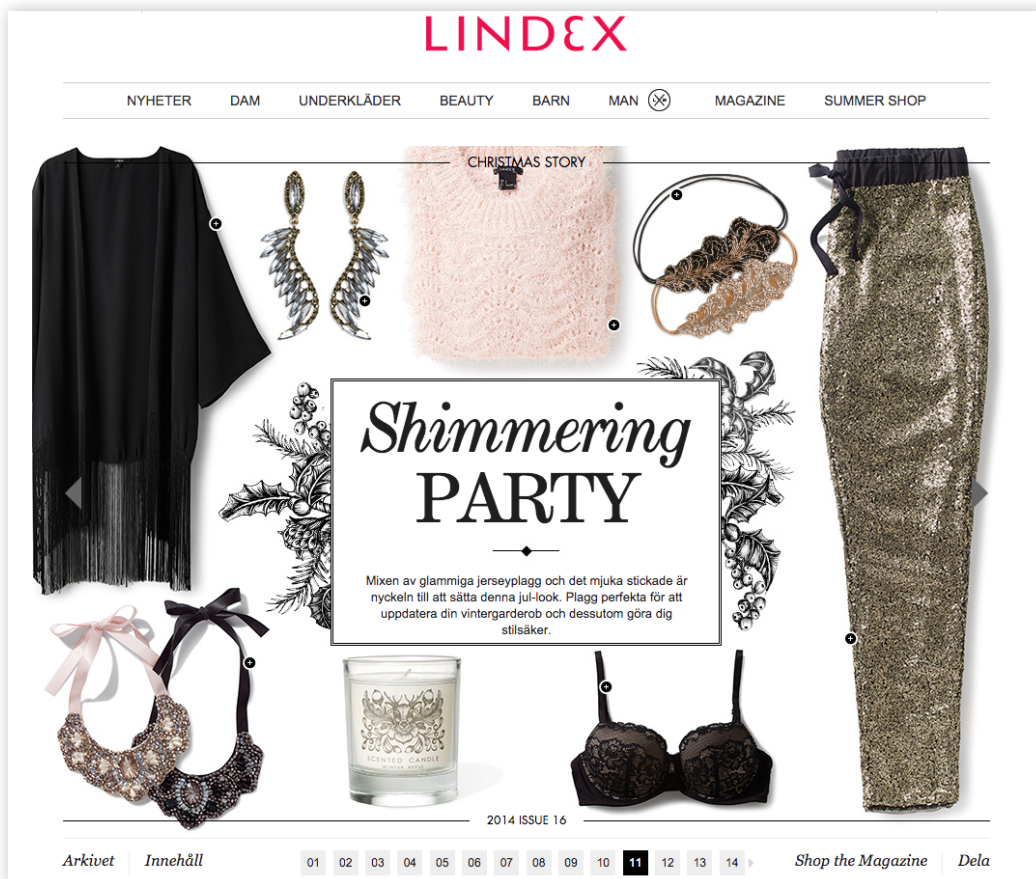 LINDEX
NYHETER DAM UNDERKLÄDER BEAUTY BARN MAN MAGAZINE SUMMER SHOP
CHRISTMAS STORY
Shimmering
PARTY
Mixen av glammiga jerseyplagg och det mjuka stickade är
nyckeln till att sätta denna jul-look. Plagg perfekta för att
uppdatera din vintergarderob och dessutom göra dig
stilsäker.
SCENTED CANDLE
WINTER APPLE
2014 ISSUE 16
Arkivet Innehåll 01 02 03 04 05 06 07 08 09 10 11 12 13 14 Shop the Magazine Dela